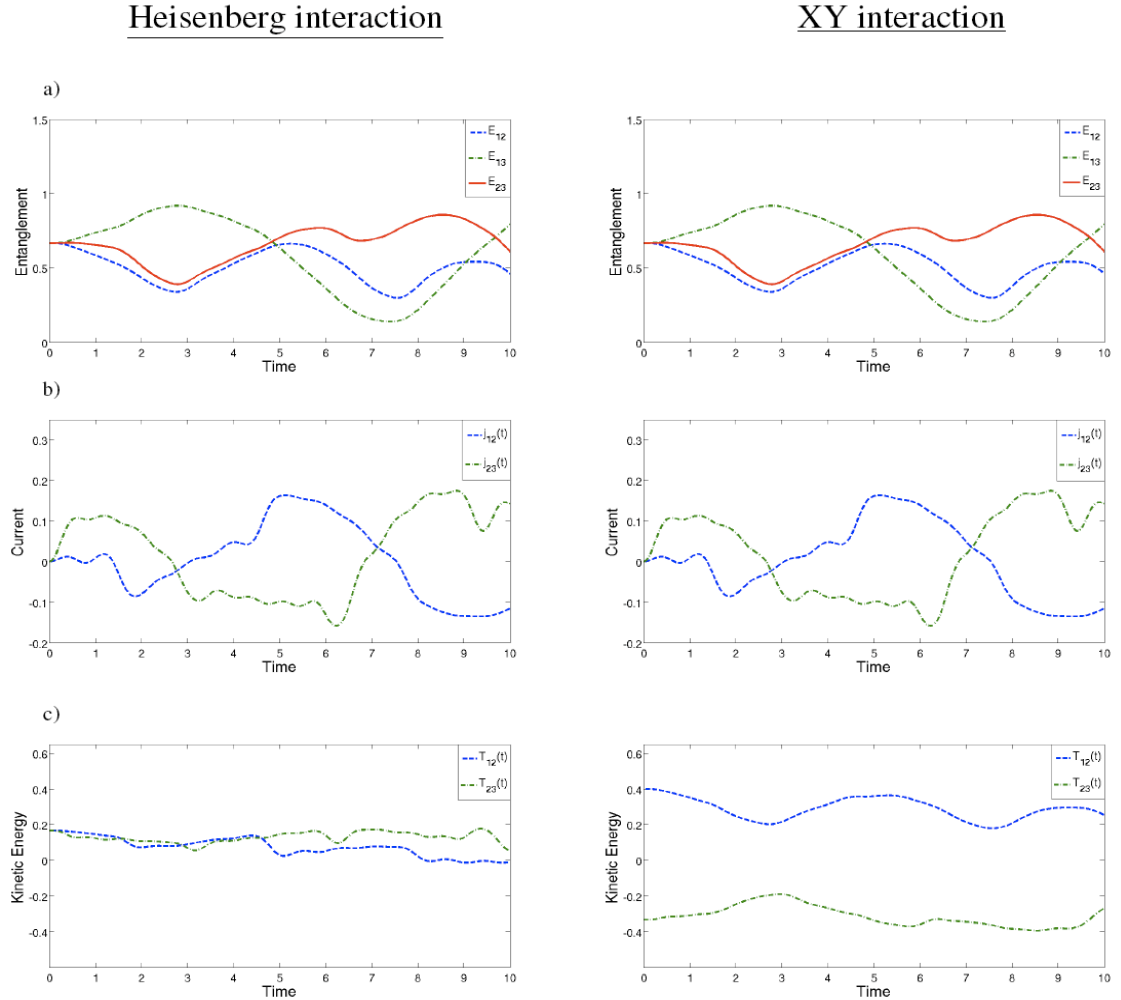 Heisenberg interaction
XY interaction
a)
1.5
1
0.5
0
Entanglement
E12
E13
E23
0 1 2 3 4 5 6 7 8 9 10
Time
1.5
1
0.5
0
Entanglement
E12
E13
E23
0 1 2 3 4 5 6 7 8 9 10
Time
b)
0.3
0.2
0.1
0
-0.1
-0.2
Current
j12(t)
j23(t)
0 1 2 3 4 5 6 7 8 9 10
Time
0.3
0.2
0.1
0
-0.1
-0.2
Current
j12(t)
j23(t)
0 1 2 3 4 5 6 7 8 9 10
Time
c)
0.6
0.4
0.2
0
-0.2
-0.4
Kinetic Energy
T12(t)
T23(t)
0 1 2 3 4 5 6 7 8 9 10
Time
0.6
0.4
0.2
0
-0.2
-0.4
Kinetic Energy
T12(t)
T23(t)
0 1 2 3 4 5 6 7 8 9 10
Time